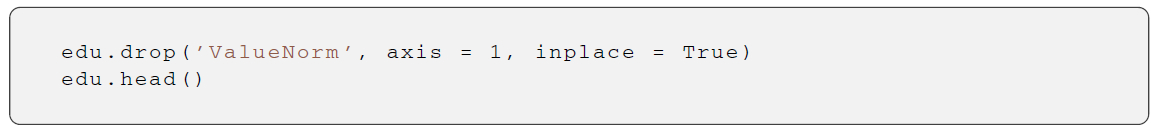 edu.drop('ValueNorm', axis = 1, inplace = True)
edu.head()